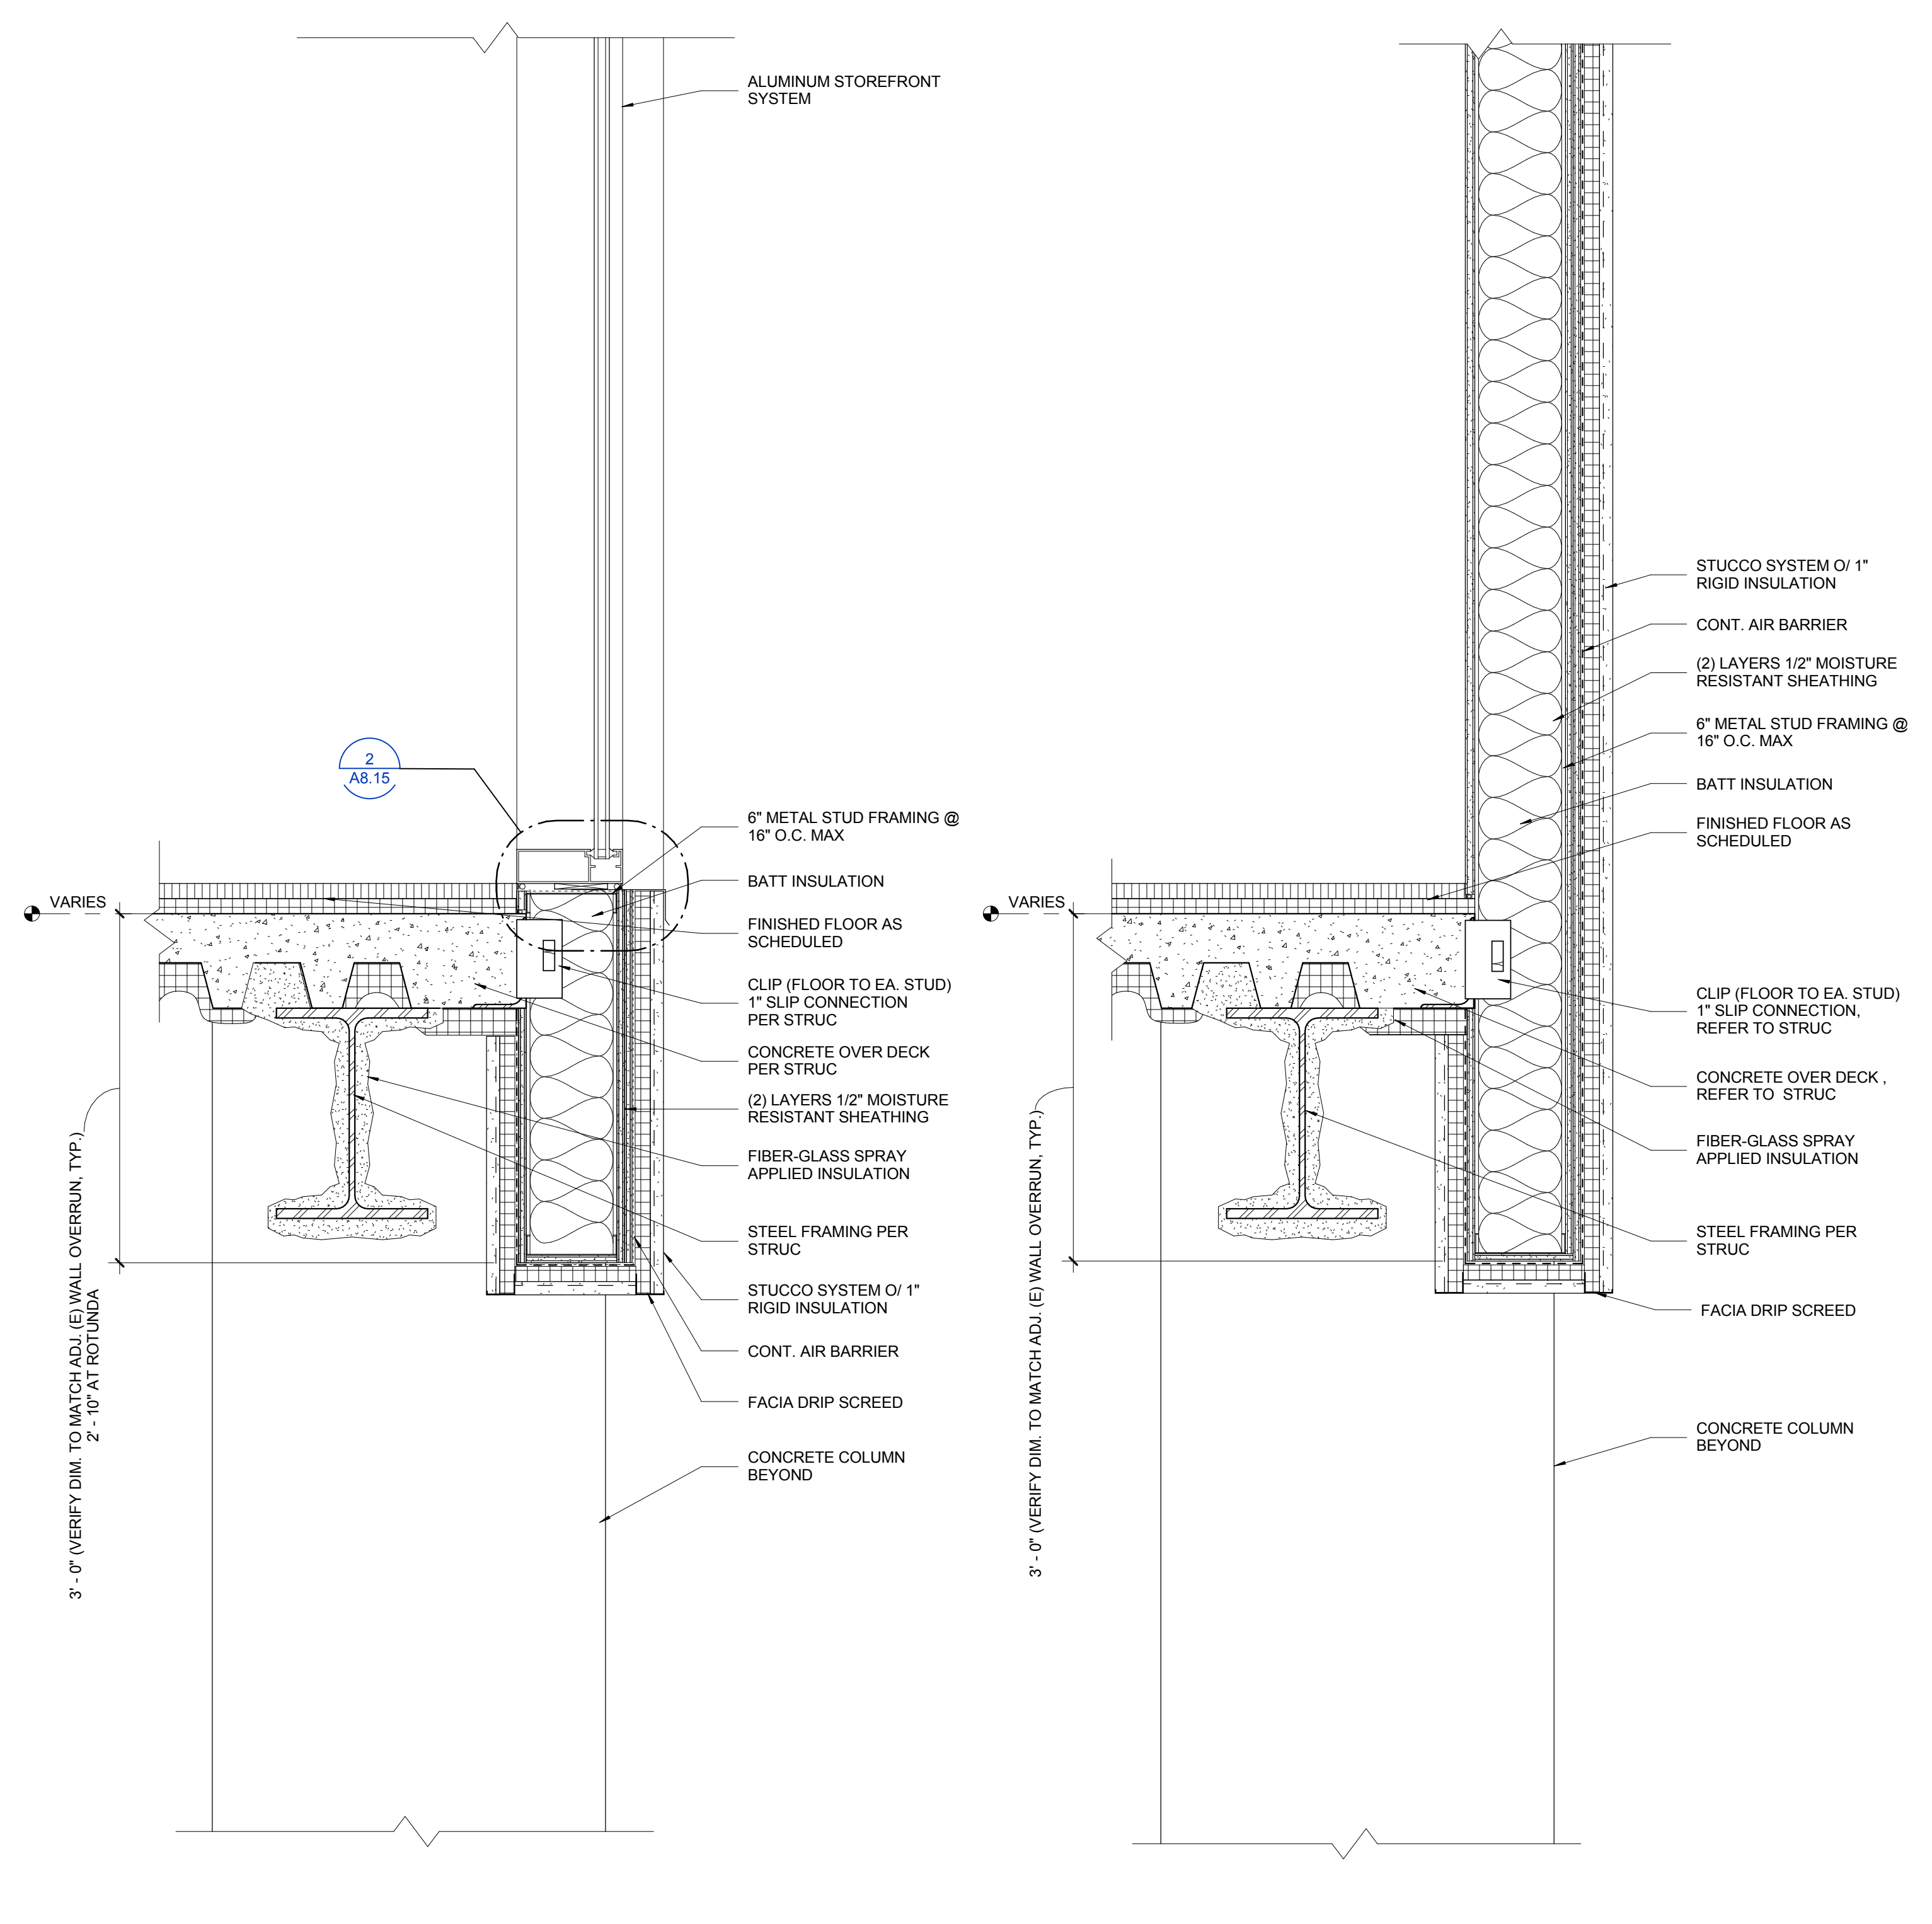 ALUMINUM STOREFRONT
SYSTEM
2
A8.15
6" METAL STUD FRAMING @
16" O.C. MAX
BATT INSULATION
VARIES
FINISHED FLOOR AS
SCHEDULED
CLIP (FLOOR TO EA. STUD)
1" SLIP CONNECTION
PER STRUC
CONCRETE OVER DECK
PER STRUC
(2) LAYERS 1/2" MOISTURE
RESISTANT SHEATHING
FIBER-GLASS SPRAY
APPLIED INSULATION
STEEL FRAMING PER
STRUC
STUCCO SYSTEM O/ 1"
RIGID INSULATION
CONT. AIR BARRIER
FACIA DRIP SCREED
CONCRETE COLUMN
BEYOND
3' - 0" (VERIFY DIM. TO MATCH ADJ. (E) WALL OVERRUN, TYP.)
2' - 10" AT ROTUNDA
STUCCO SYSTEM O/ 1"
RIGID INSULATION
CONT. AIR BARRIER
(2) LAYERS 1/2" MOISTURE
RESISTANT SHEATHING
6" METAL STUD FRAMING @
16" O.C. MAX
BATT INSULATION
FINISHED FLOOR AS
SCHEDULED
VARIES
CLIP (FLOOR TO EA. STUD)
1" SLIP CONNECTION,
REFER TO STRUC
CONCRETE OVER DECK ,
REFER TO  STRUC
FIBER-GLASS SPRAY
APPLIED INSULATION
STEEL FRAMING PER
STRUC
FACIA DRIP SCREED
CONCRETE COLUMN
BEYOND
3' - 0" (VERIFY DIM. TO MATCH ADJ. (E) WALL OVERRUN, TYP.)